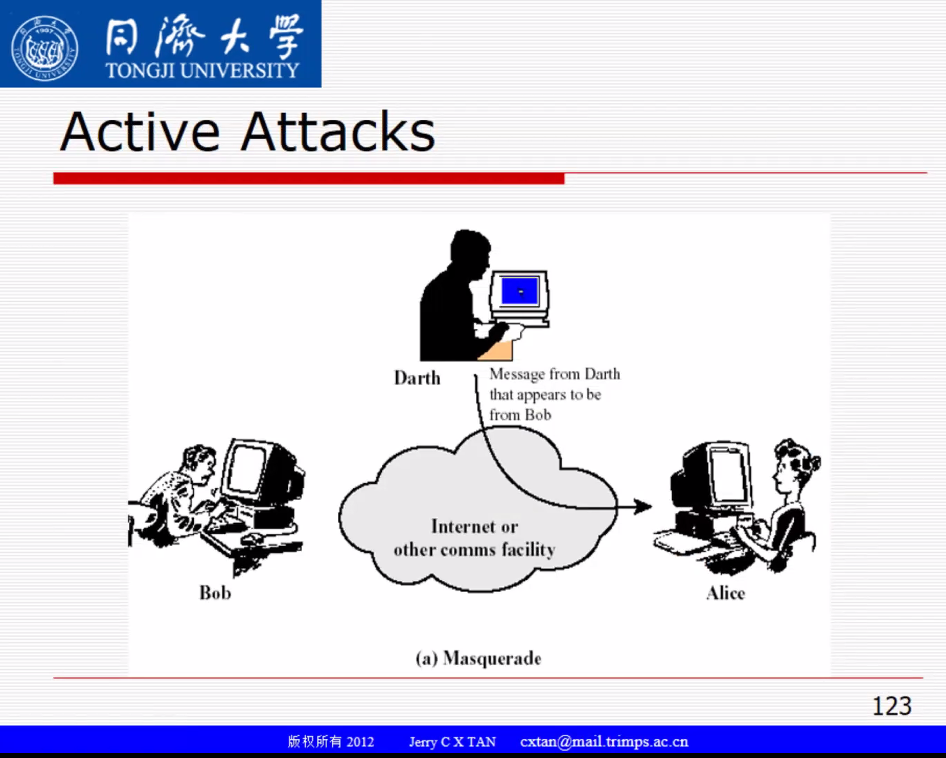 同濟大學
TONGJI UNIVERSITY
Active Attacks
Darth
Message from Darth
that appears to be
from Bob
Internet or
other comms facility
Bob
Alice
(a) Masquerade
123
版权所有 2012 Jerry C X TAN cxtan@mail.trimps.ac.cn